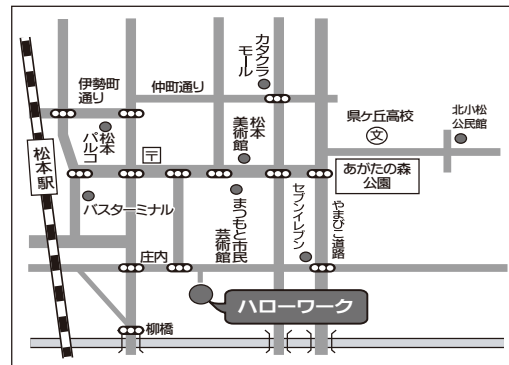 カタクラ
モール
伊勢町
通り
仲町通り
松本
パルコ
〒
松本
美術館
県ケ丘高校
文
北小松
公民館
松本駅
あがたの森
公園
バスターミナル
まつもと市民
芸術館
セブンイレブン
やまびこ道路
庄内
ハローワーク
柳橋